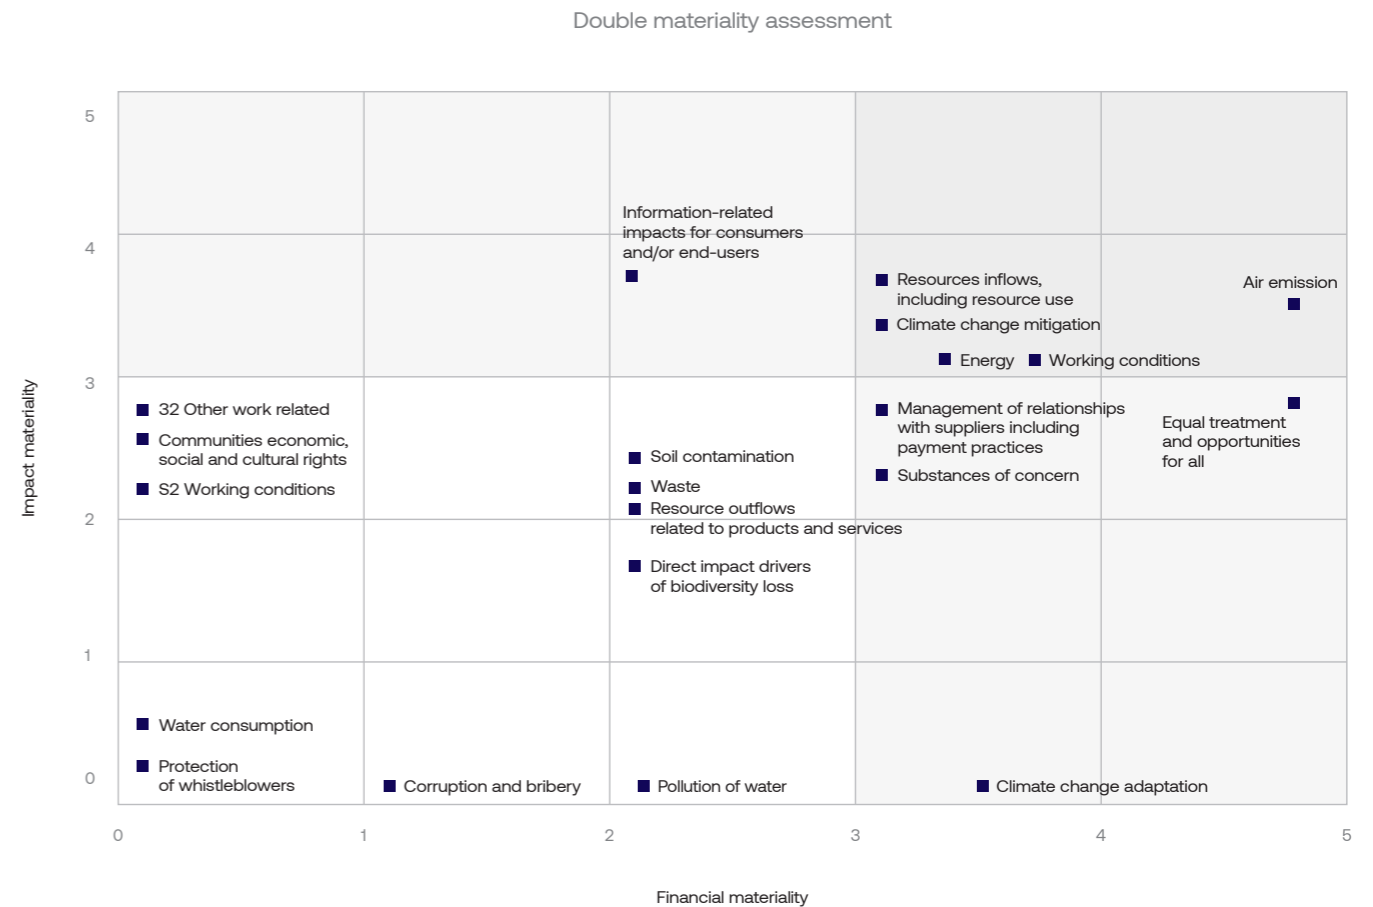 Double materiality assessment
5
Information-related
impacts for consumers
and/or end-users
4
Resources inflows,
including resource use
Air emission
Climate change mitigation
Energy
Working conditions
3
32 Other work related
Communities economic,
social and cultural rights
S2 Working conditions
Management of relationships
with suppliers including
payment practices
Equal treatment
and opportunities
for all
Substances of concern
Soil contamination
Waste
Resource outflows
related to products and services
2
Direct impact drivers
of biodiversity loss
1
Water consumption
Protection
of whistleblowers
0
Corruption and bribery
Pollution of water
Climate change adaptation
0
1
2
3
4
5
Impact materiality
Financial materiality